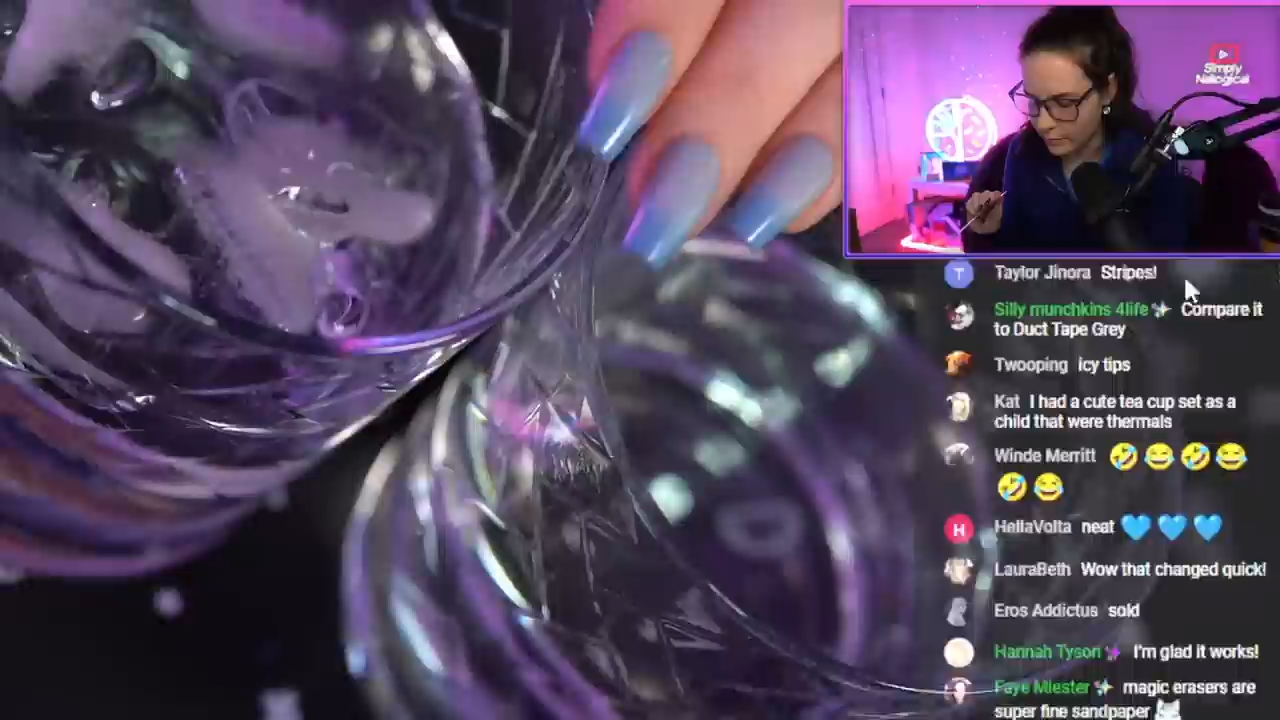 Simply
Nailogical
T
Taylor Jinora Stripes!
Silly munchkins 4life Compare it
to Duct Tape Grey
Twooping icy tips
Kat I had a cute tea cup set as a
child that were thermals
Winde Merritt 🤣😂🤣😂
🤣😂
H
HellaVolta neat 💙💙💙
LauraBeth Wow that changed quick!
Eros Addictus sold
Hannah Tyson I'm glad it works!
Faye Miester magic erasers are
super fine sandpaper